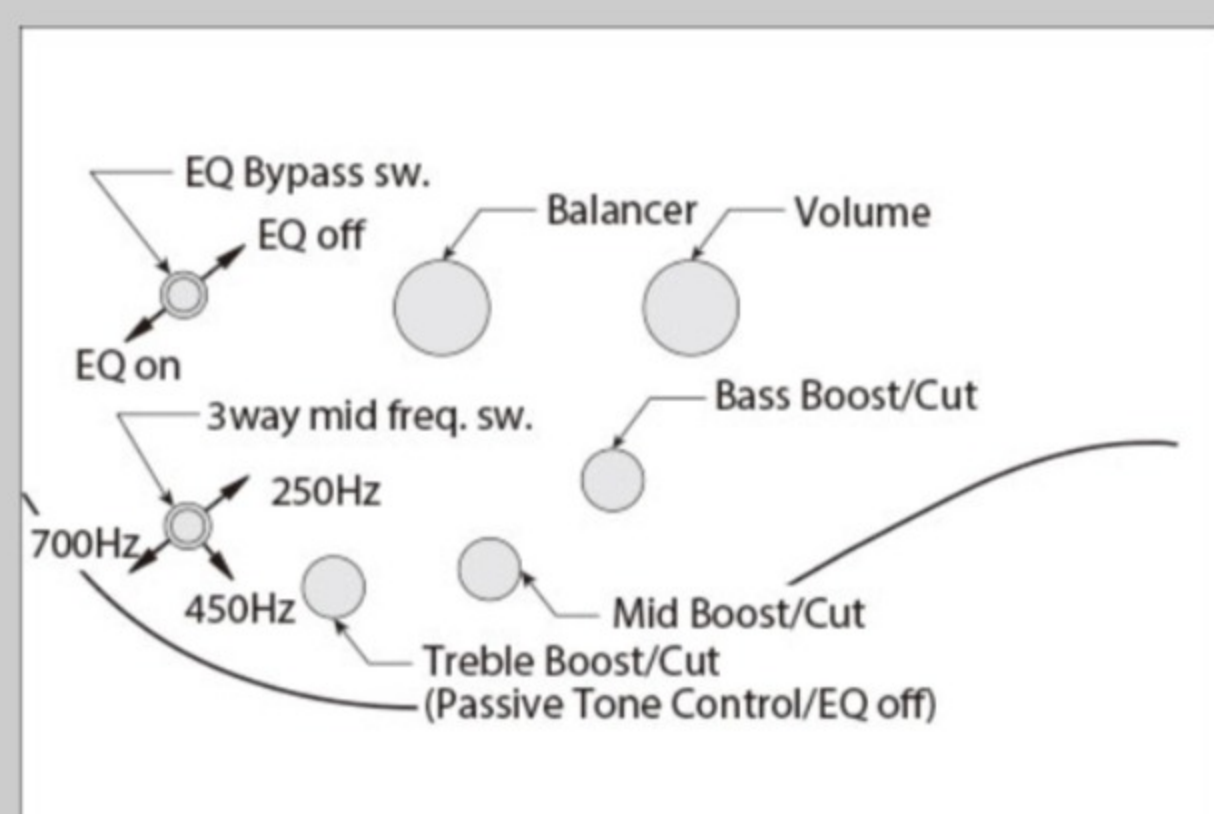 EQ Bypass sw.
EQ off
Balancer
Volume
EQ on
3way mid freq. sw.
Bass Boost/Cut
250Hz
700Hz
450Hz
Mid Boost/Cut
Treble Boost/Cut
(Passive Tone Control/EQ off)